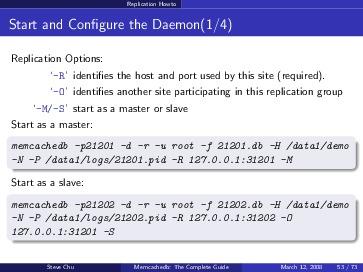 Replication Howto
Start and Configure the Daemon(1/4)
Replication Options:
'-R' identifies the host and port used by this site (required).
'-O' identifies another site participating in this replication group
'-M/-S' start as a master or slave
Start as a master:
memcachedb -p21201 -d -r -u root -f 21201.db -H /data1/demo
-N -P /data1/logs/21201.pid -R 127.0.0.1:31201 -M
Start as a slave:
memcachedb -p21202 -d -r -u root -f 21202.db -H /data1/demo
-N -P /data1/logs/21202.pid -R 127.0.0.1:31202 -O
127.0.0.1:31201 -S
Steve Chu Memcachedb: The Complete Guide March 12, 2008 53 / 73